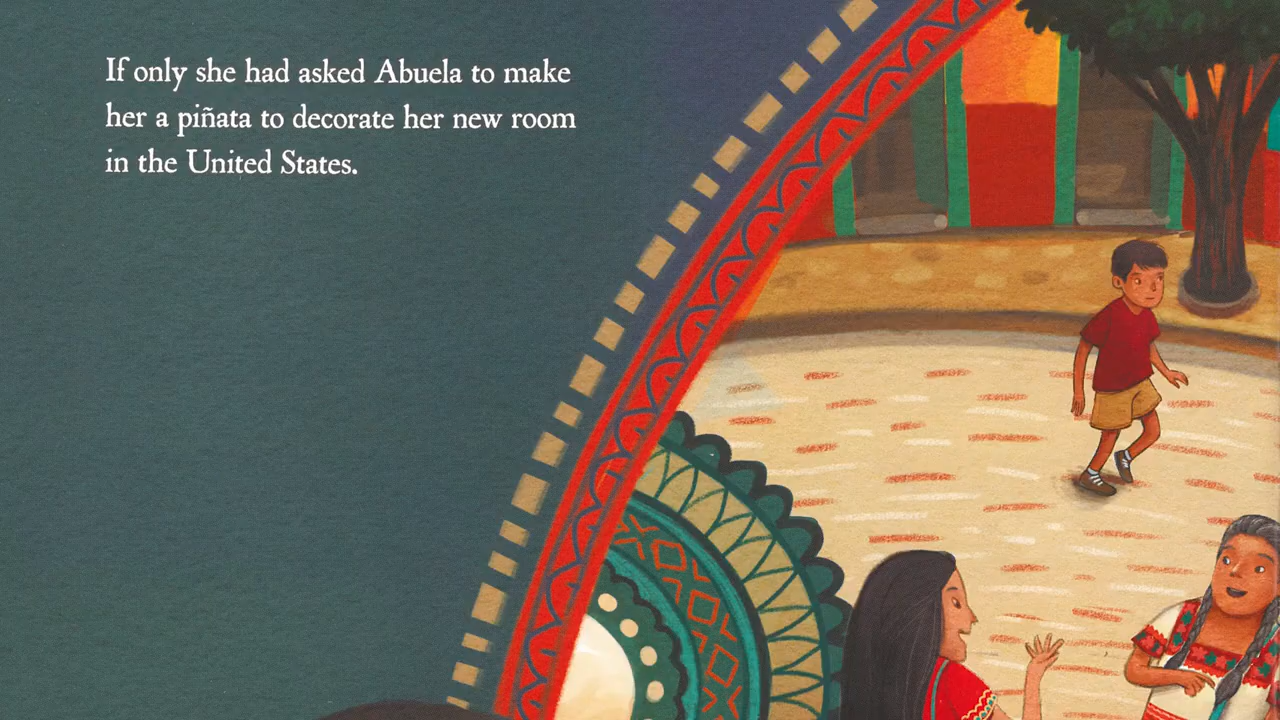 If only she had asked Abuela to make
her a piñata to decorate her new room
in the United States.